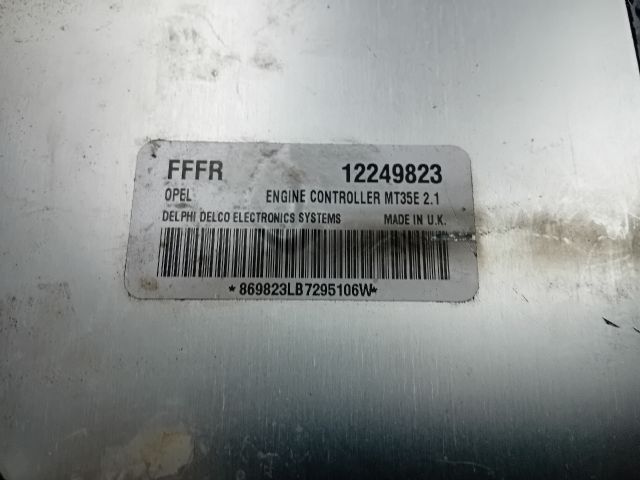 FFFR 12249823
OPEL ENGINE CONTROLLER MT35E 2.1
DELPHI DELCO ELECTRONICS SYSTEMS MADE IN U.K.
*869823LB7295106W*